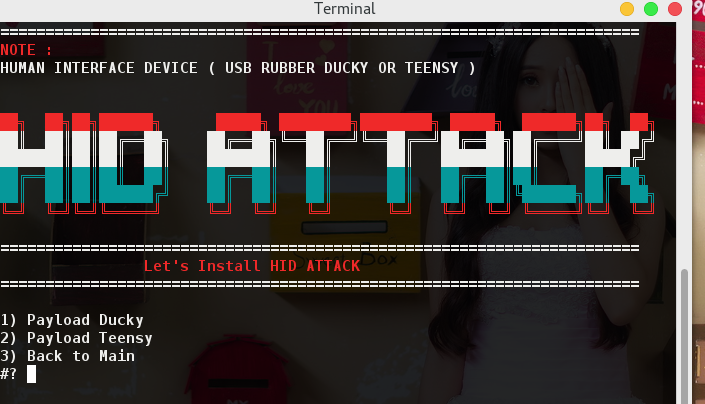 Terminal
================================================================
NOTE :
HUMAN INTERFACE DEVICE ( USB RUBBER DUCKY OR TEENSY )
HID ATTACK
================================================================
Let's Install HID ATTACK
================================================================
1) Payload Ducky
2) Payload Teensy
3) Back to Main
#?